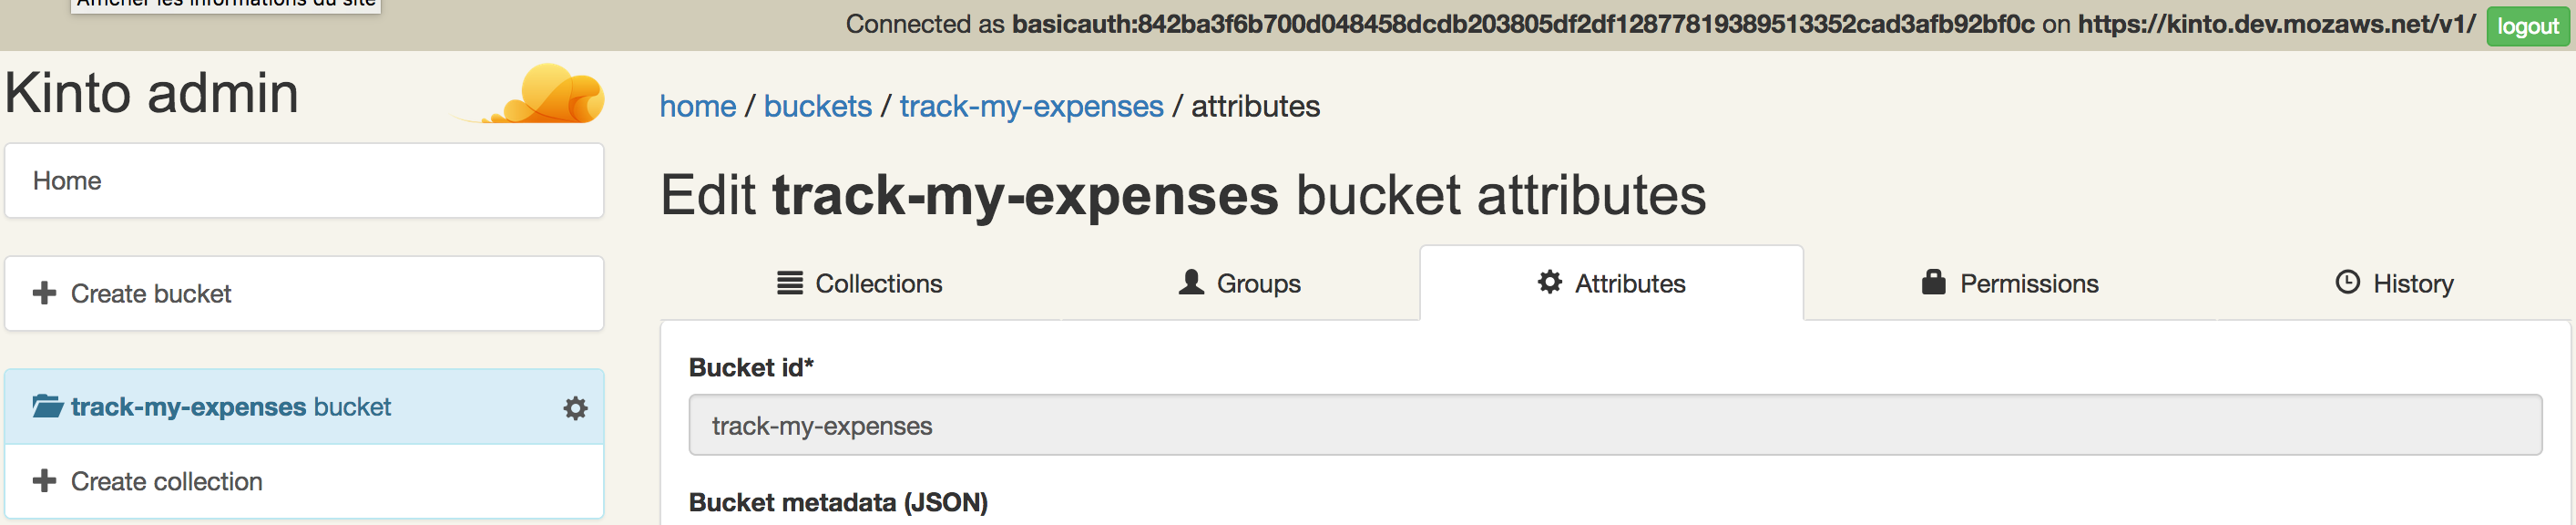 Afficher les informations du site
Connected as basicauth:842ba3f6b700d048458dcdb203805df2df12877819389513352cad3afb92bf0c on https://kinto.dev.mozaws.net/v1/ logout
Kinto admin
home / buckets / track-my-expenses / attributes
Home
Edit track-my-expenses bucket attributes
Create bucket
Collections Groups Attributes Permissions History
Bucket id*
track-my-expenses bucket
track-my-expenses
Create collection
Bucket metadata (JSON)